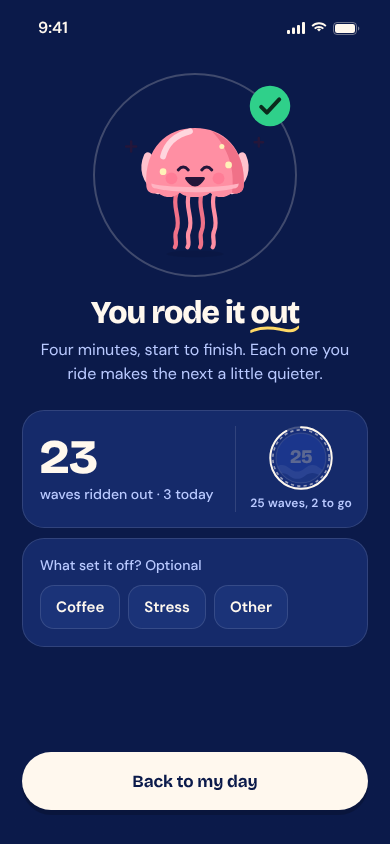 9:41
You rode it out
Four minutes, start to finish. Each one you
ride makes the next a little quieter.
23
waves ridden out · 3 today
25
25 waves, 2 to go
What set it off? Optional
Coffee
Stress
Other
Back to my day